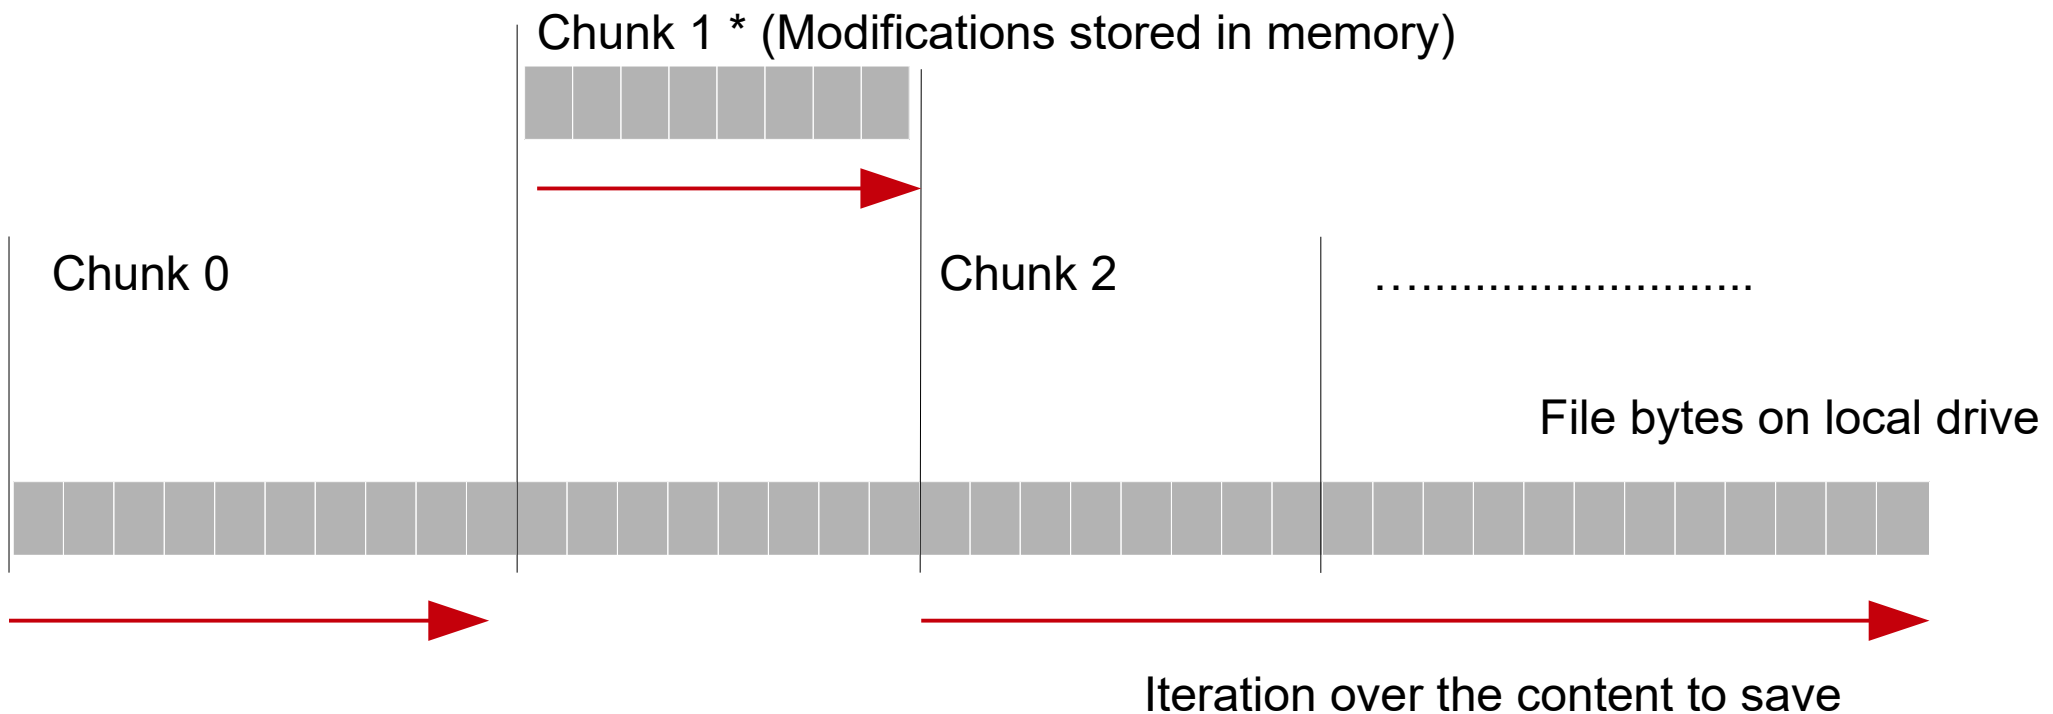 Chunk 1 * (Modifications stored in memory)
Chunk 0
Chunk 2
….........................
File bytes on local drive
Iteration over the content to save